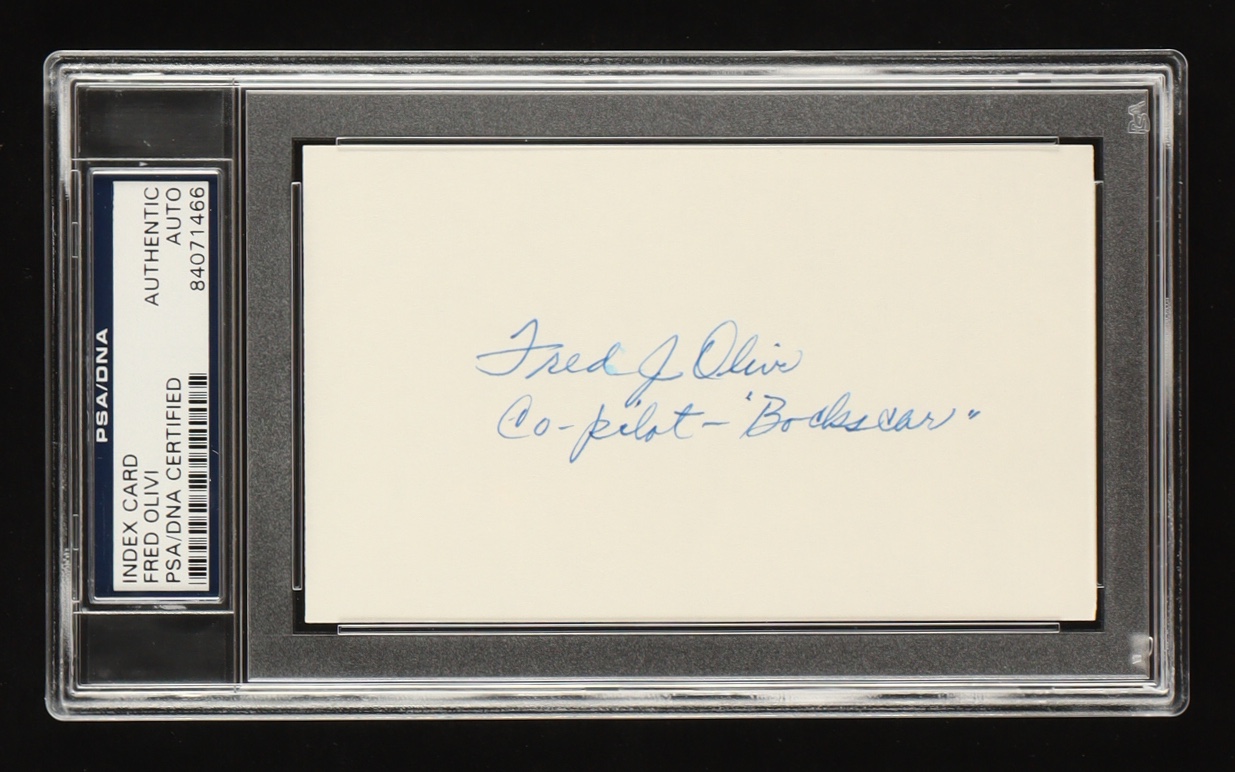 PSA/DNA
INDEX CARD AUTHENTIC
FRED OLIVI AUTO
PSA/DNA CERTIFIED 84071466
Fred J Olivi
Co-pilot - "Bockscar"